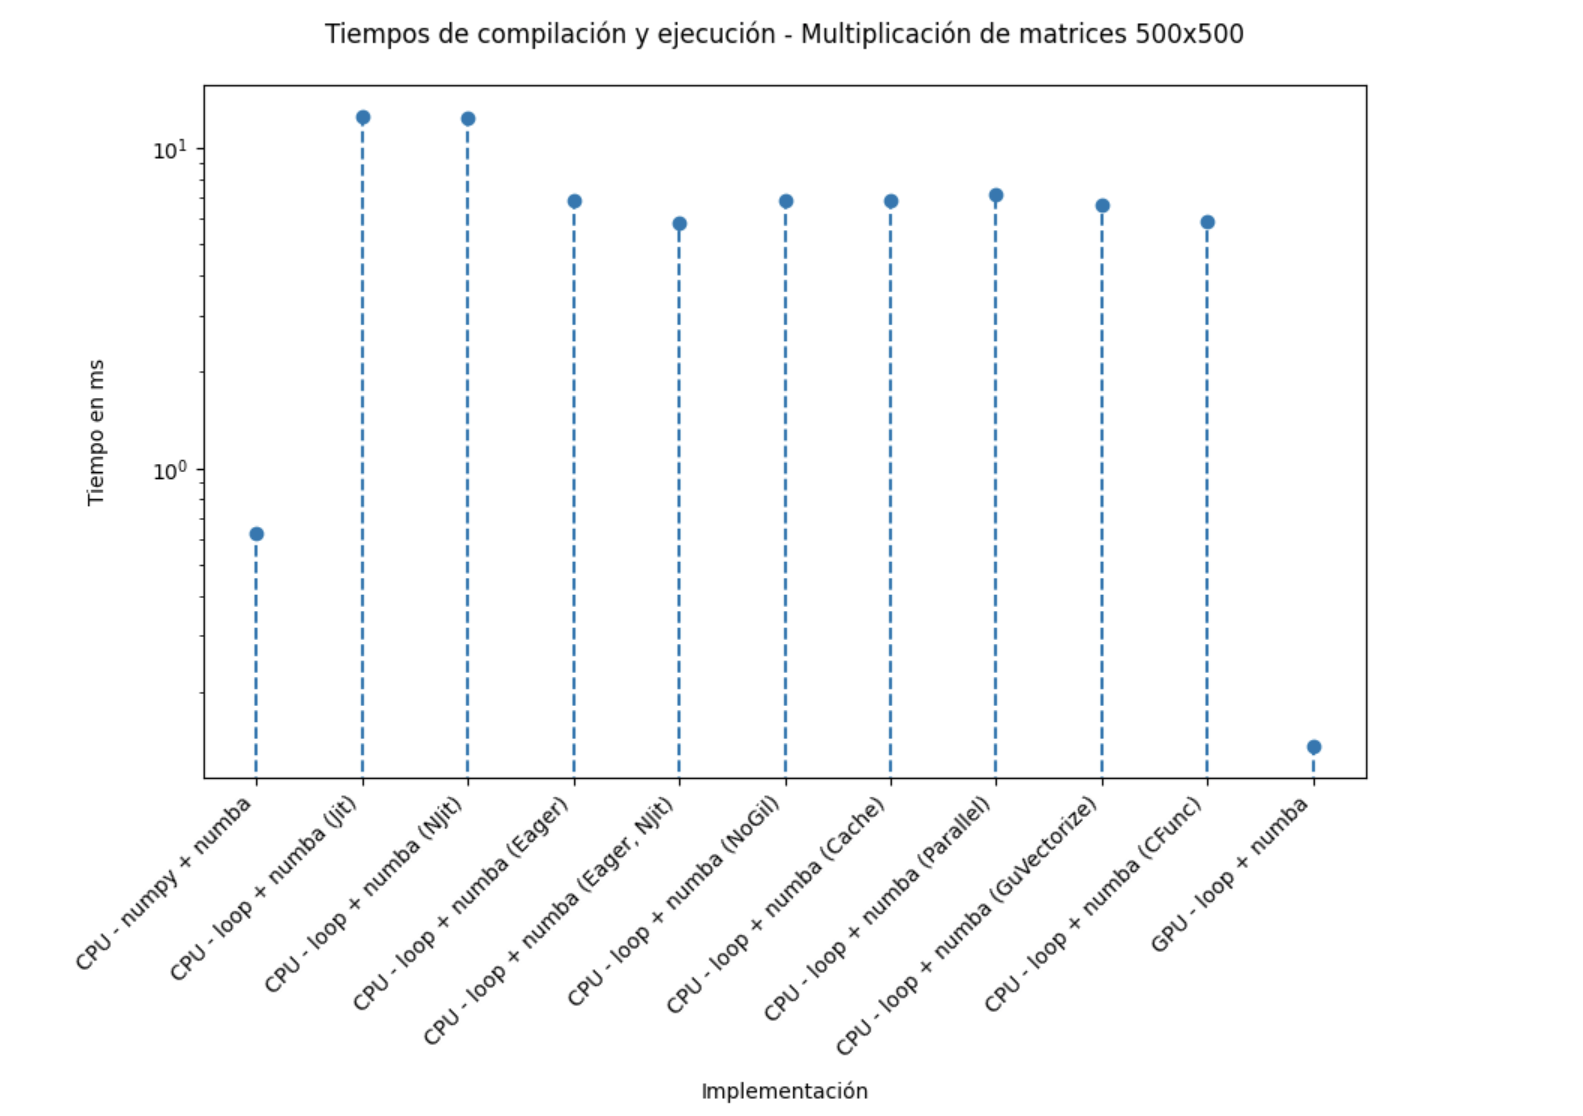 Tiempos de compilación y ejecución - Multiplicación de matrices 500x500
Tiempo en ms
10¹
10⁰
CPU - numpy + numba
CPU - loop + numba (Jit)
CPU - loop + numba (NJit)
CPU - loop + numba (Eager)
CPU - loop + numba (Eager, NJit)
CPU - loop + numba (NoGil)
CPU - loop + numba (Cache)
CPU - loop + numba (Parallel)
CPU - loop + numba (GuVectorize)
CPU - loop + numba (CFunc)
GPU - loop + numba
Implementación